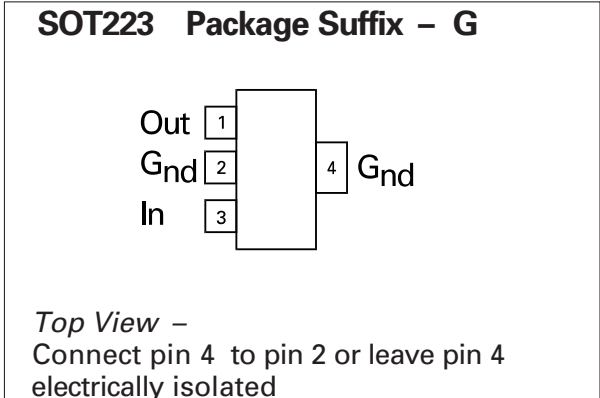 SOT223 Package Suffix – G
Out 1
Gnd 2 4 Gnd
In 3
Top View –
Connect pin 4 to pin 2 or leave pin 4
electrically isolated